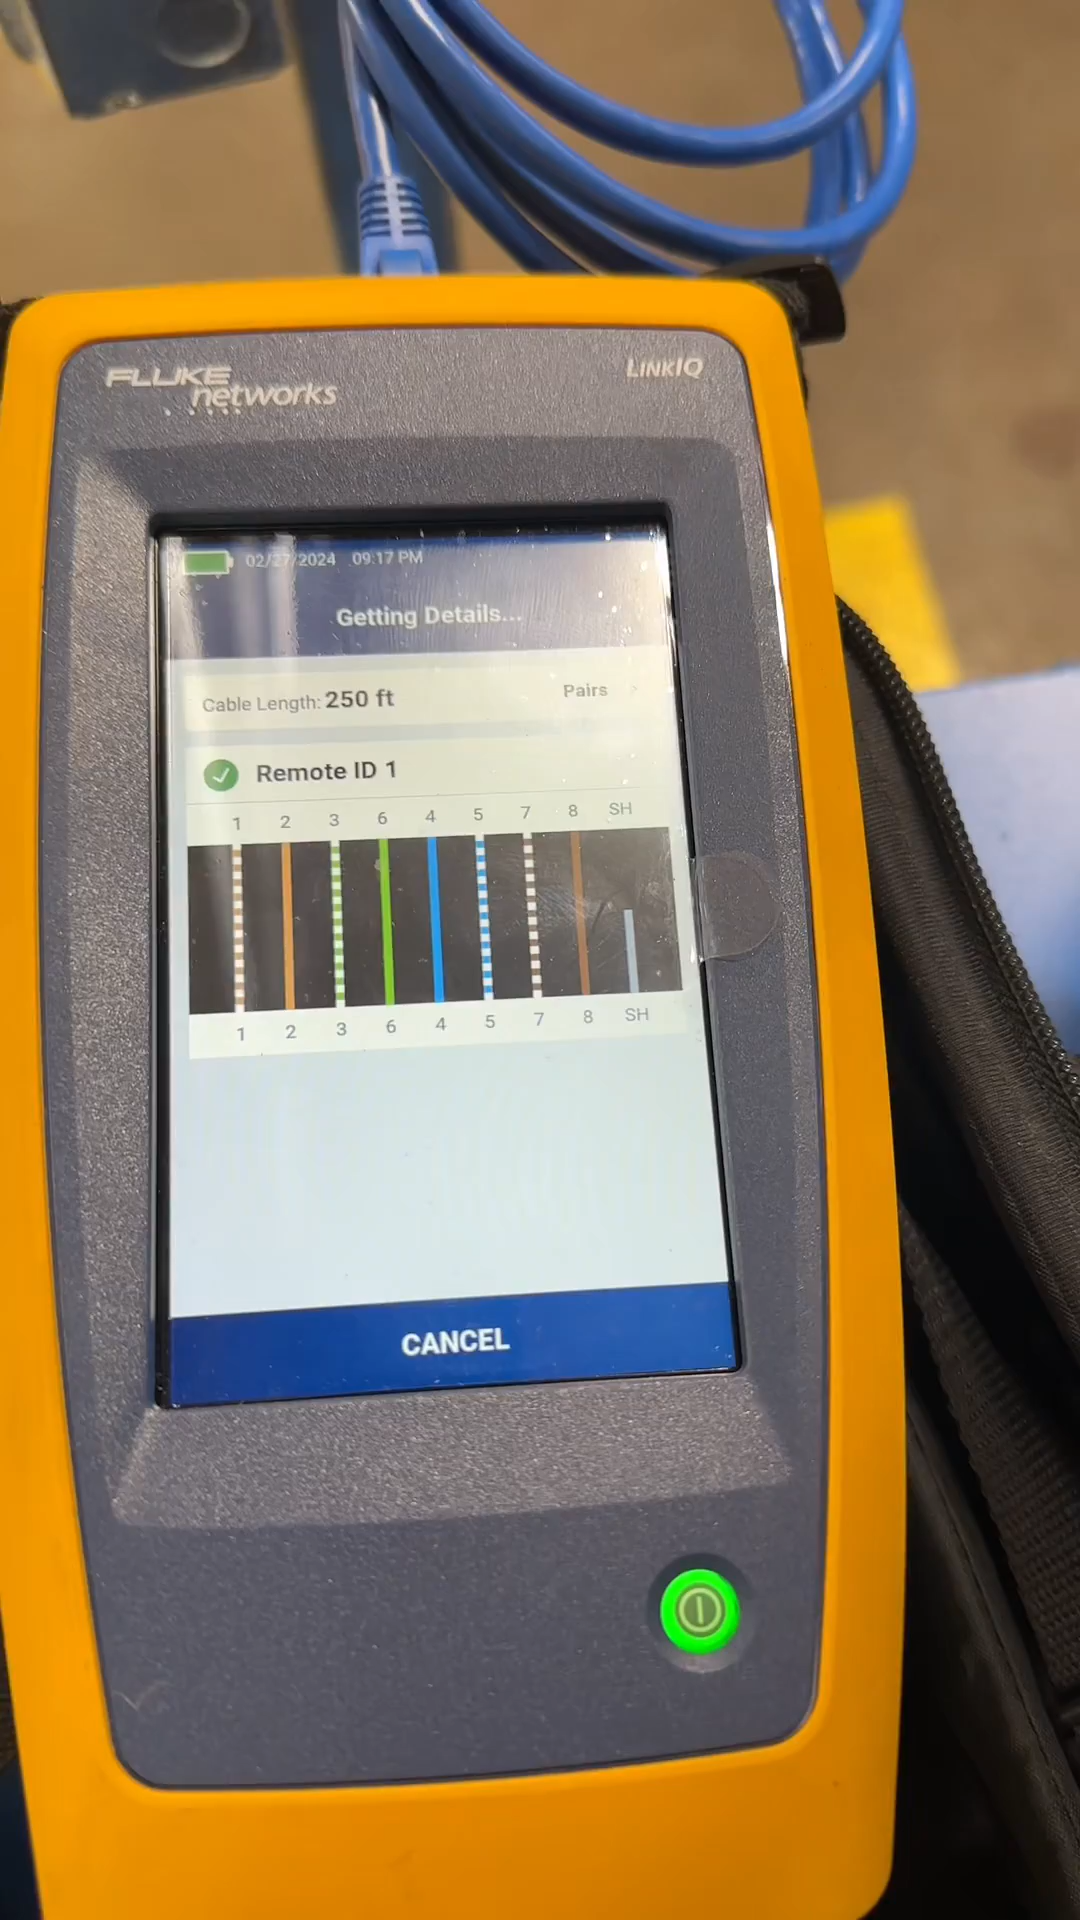 FLUKE
networks
LINKIQ
02/27/2024 09:17 PM
Getting Details...
Cable Length: 250 ft
Pairs >
Remote ID 1
1 2 3 6 4 5 7 8 SH
1 2 3 6 4 5 7 8 SH
CANCEL